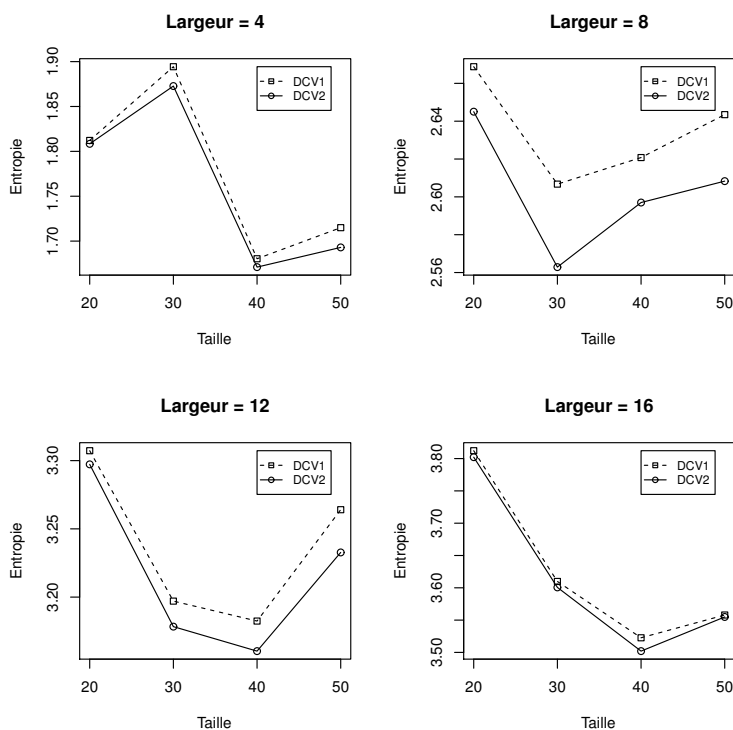 Largeur = 4
DCV1
DCV2
Entropie
1.90
1.85
1.80
1.75
1.70
20 30 40 50
Taille
Largeur = 8
DCV1
DCV2
Entropie
2.64
2.60
2.56
20 30 40 50
Taille
Largeur = 12
DCV1
DCV2
Entropie
3.30
3.25
3.20
20 30 40 50
Taille
Largeur = 16
DCV1
DCV2
Entropie
3.80
3.70
3.60
3.50
20 30 40 50
Taille